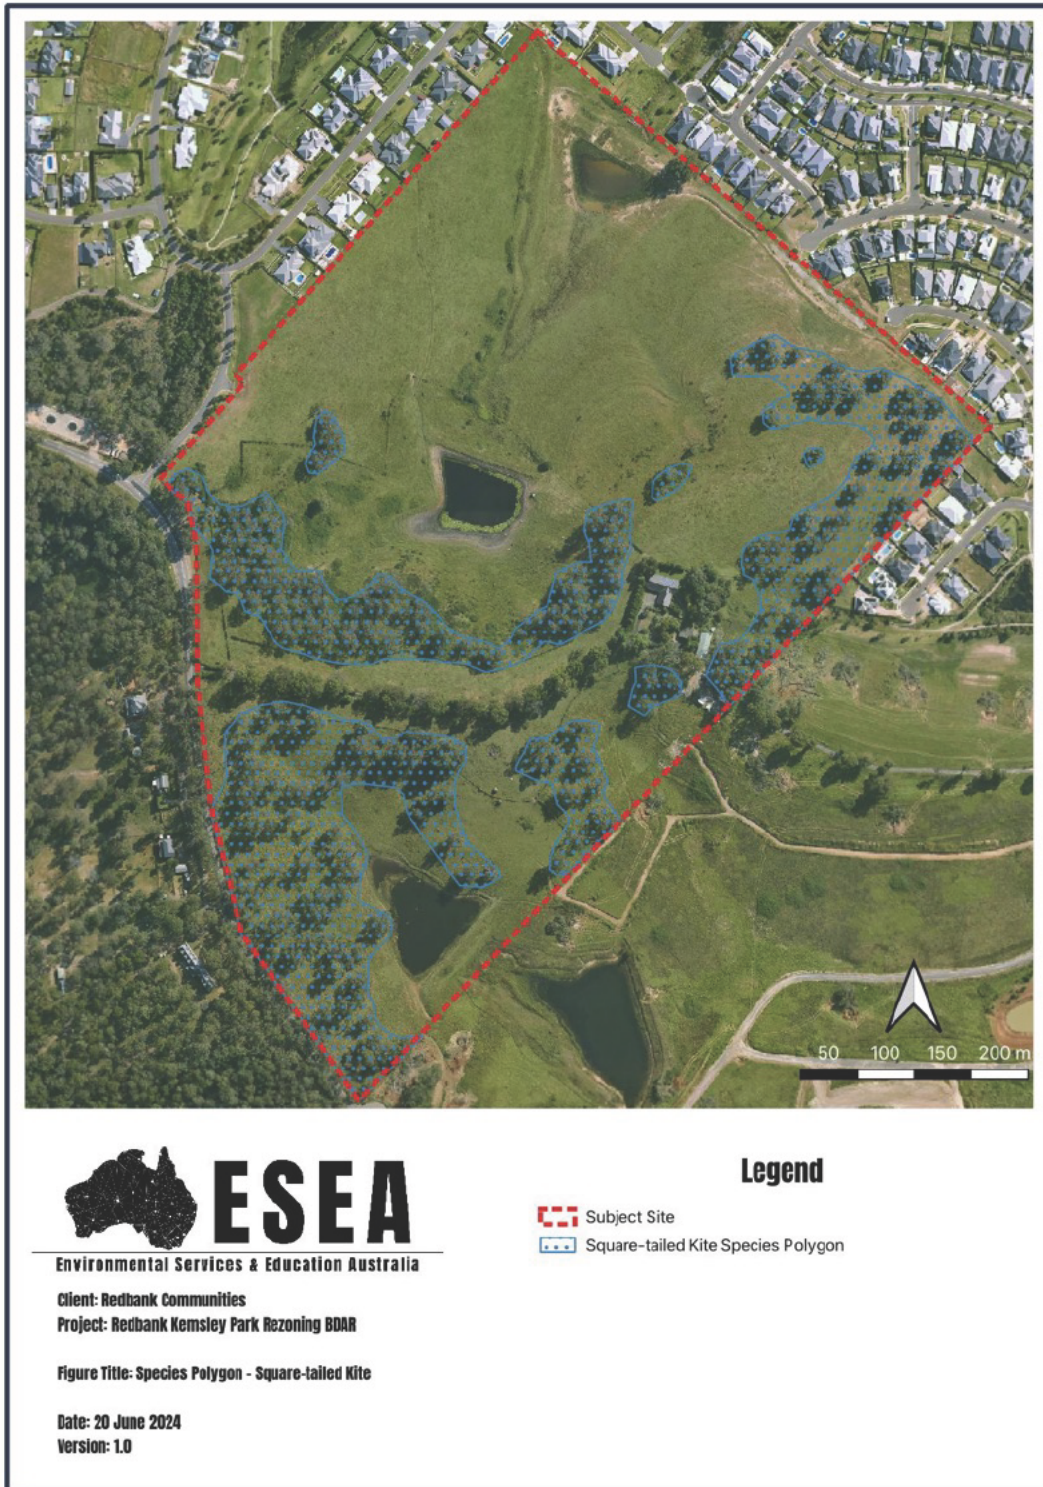 50 100 150 200 m
ESEA
Environmental Services & Education Australia
Client: Redbank Communities
Project: Redbank Kemsley Park Rezoning BDAR
Figure Title: Species Polygon - Square-tailed Kite
Date: 20 June 2024
Version: 1.0
Legend
Subject Site
Square-tailed Kite Species Polygon